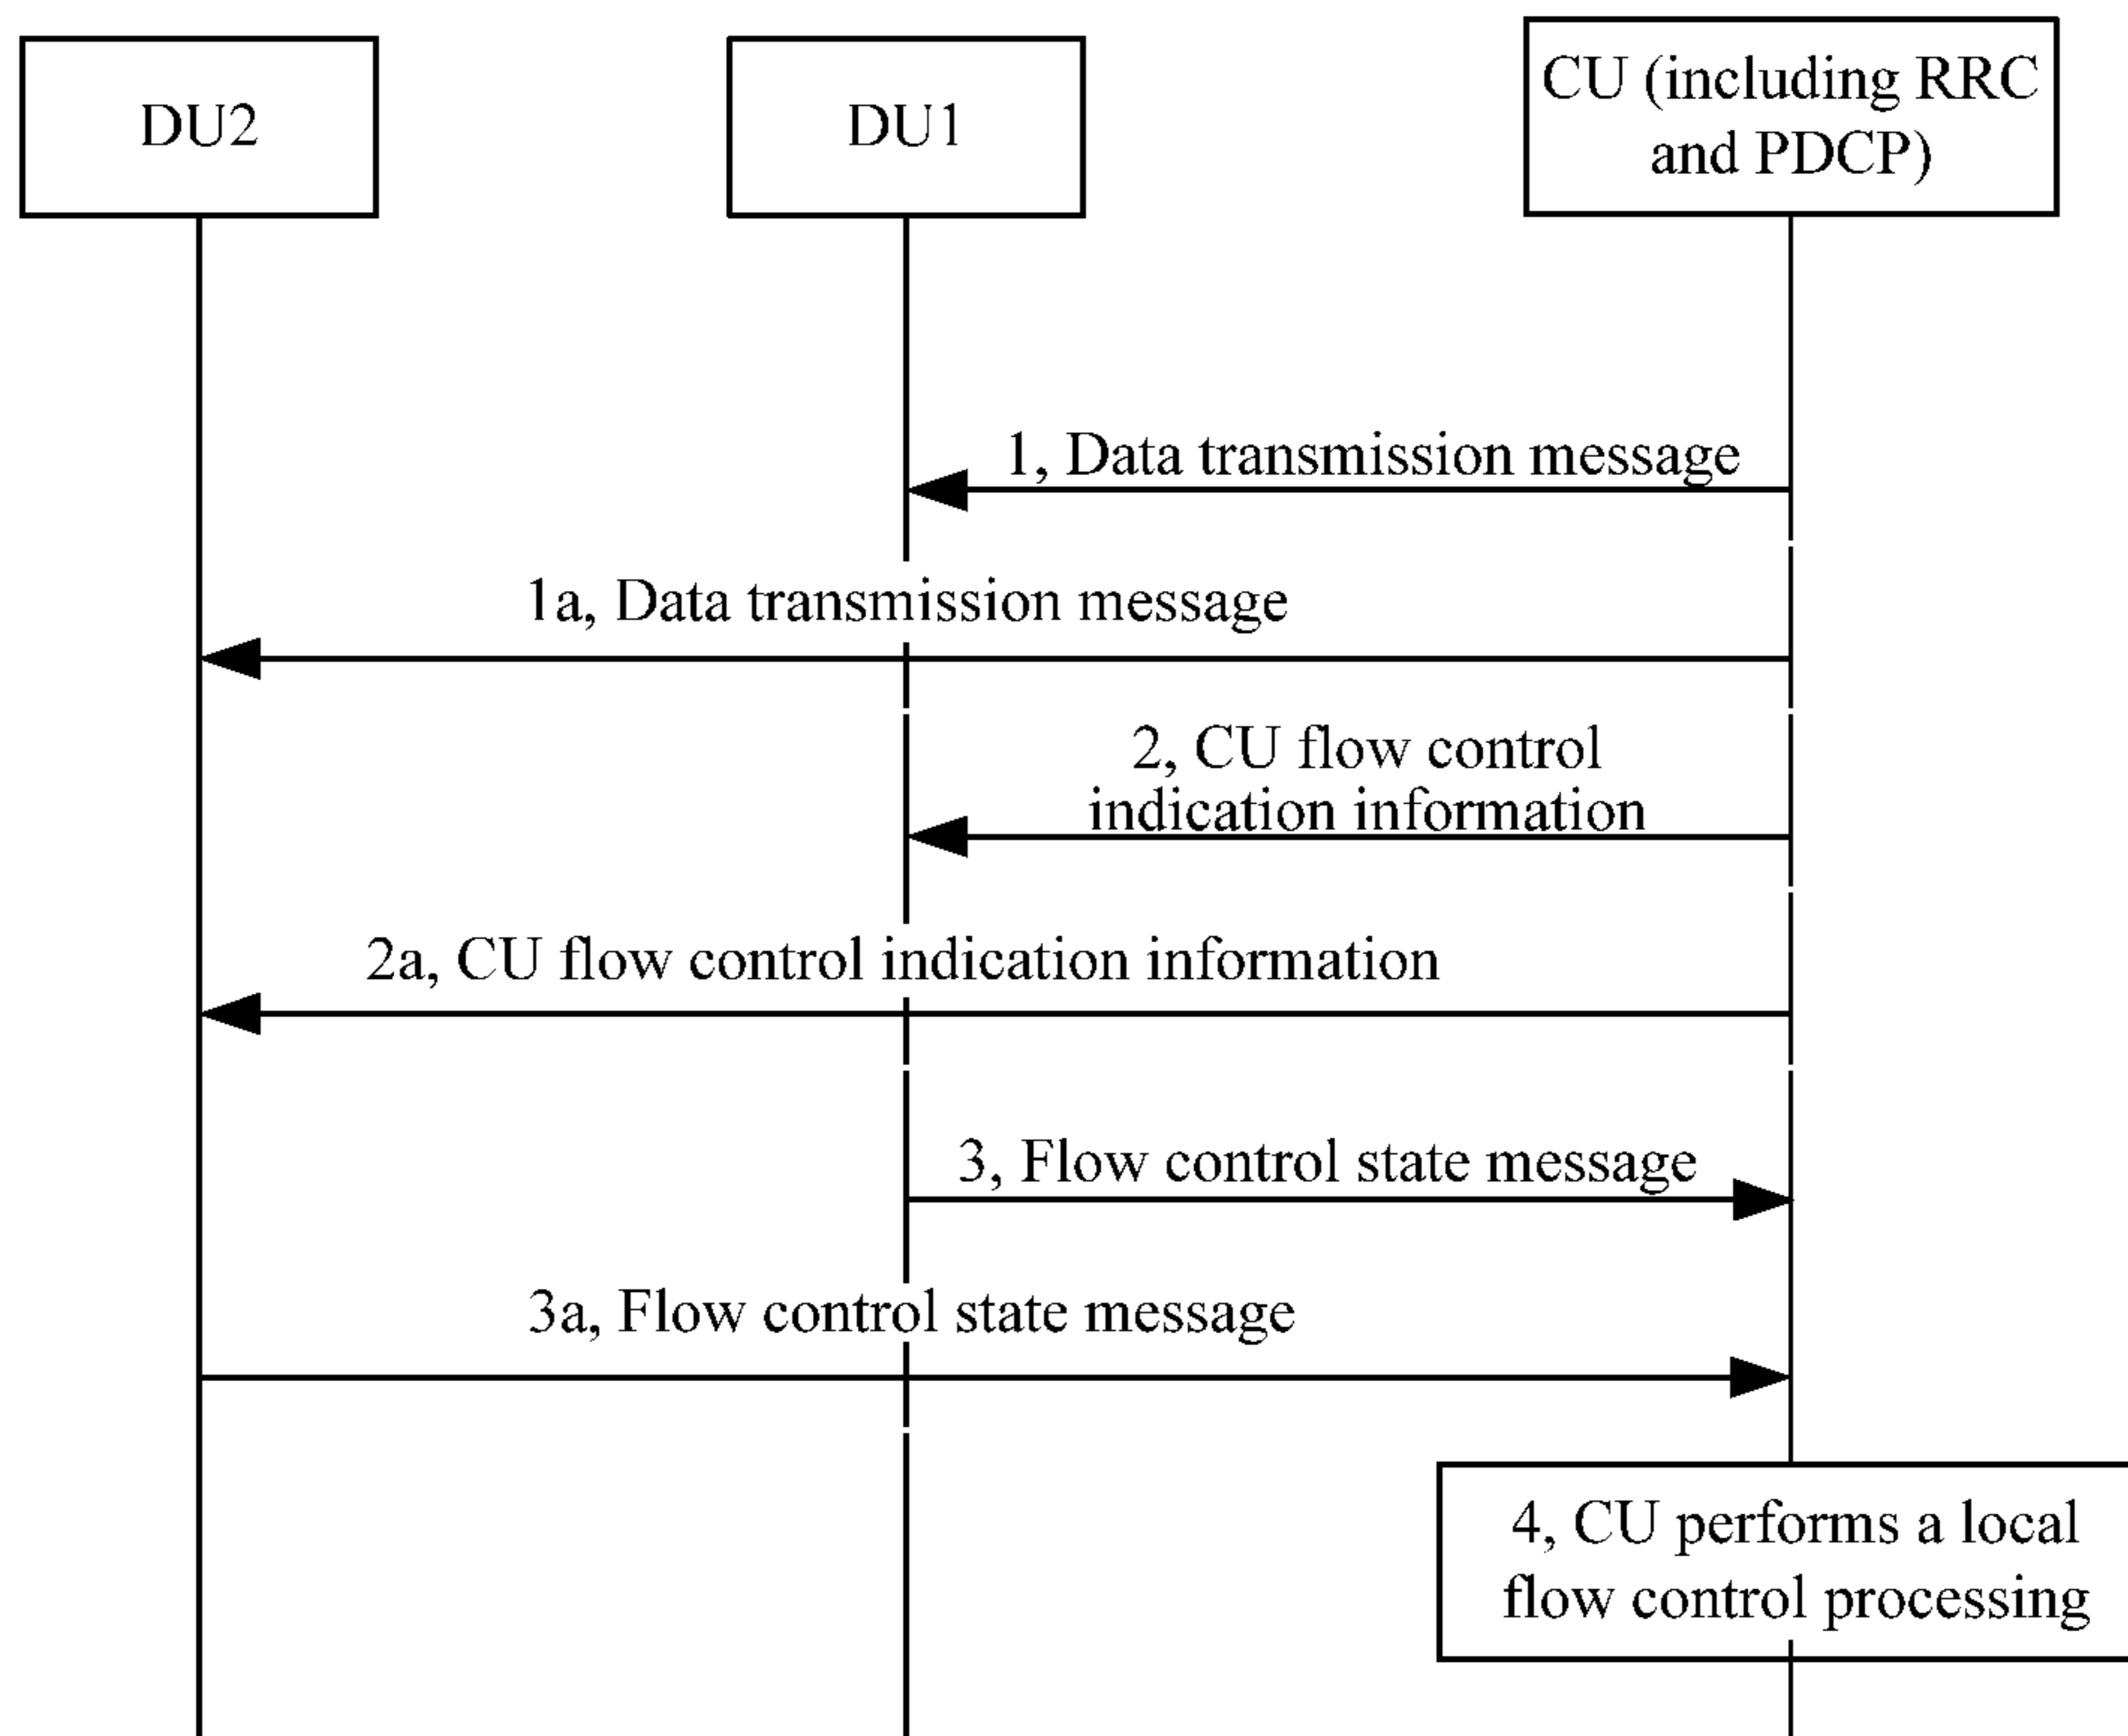 DU2
DU1
CU (including RRC
and PDCP)
1, Data transmission message
1a, Data transmission message
2, CU flow control
indication information
2a, CU flow control indication information
3, Flow control state message
3a, Flow control state message
4, CU performs a local
flow control processing